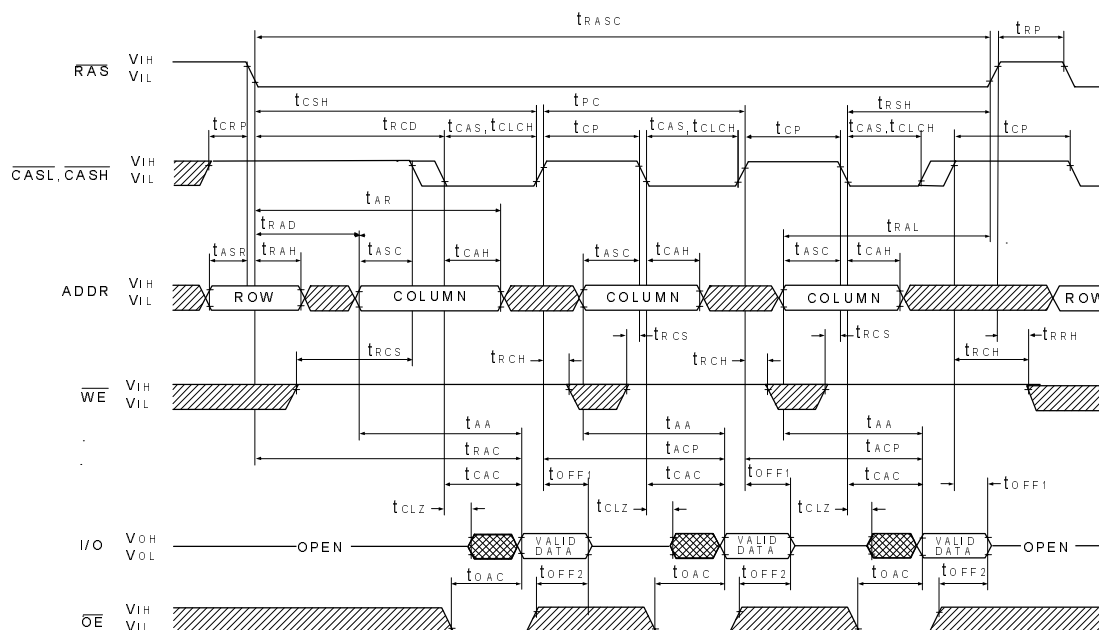 tRASC
tRP
RAS
VIH
VIL
tCSH
tPC
tRSH
tCRP
tRCD
tCAS, tCLCH
tCP
tCAS, tCLCH
tCP
tCAS, tCLCH
tCP
CASL, CASH
VIH
VIL
tAR
tRAD
tRAL
tASR
tRAH
tASC
tCAH
tASC
tCAH
tASC
tCAH
ADDR
VIH
VIL
ROW
COLUMN
COLUMN
COLUMN
ROW
tRCS
tRCH
tRCS
tRCH
tRCS
tRCH
tRRH
WE
VIH
VIL
tAA
tAA
tAA
tRAC
tACP
tACP
tCAC
tOFF1
tCAC
tOFF1
tCAC
tOFF1
tCLZ
tCLZ
tCLZ
I/O
VOH
VOL
OPEN
VALID
DATA
VALID
DATA
VALID
DATA
OPEN
tOAC
tOFF2
tOAC
tOFF2
tOAC
tOFF2
OE
VIH
VIL